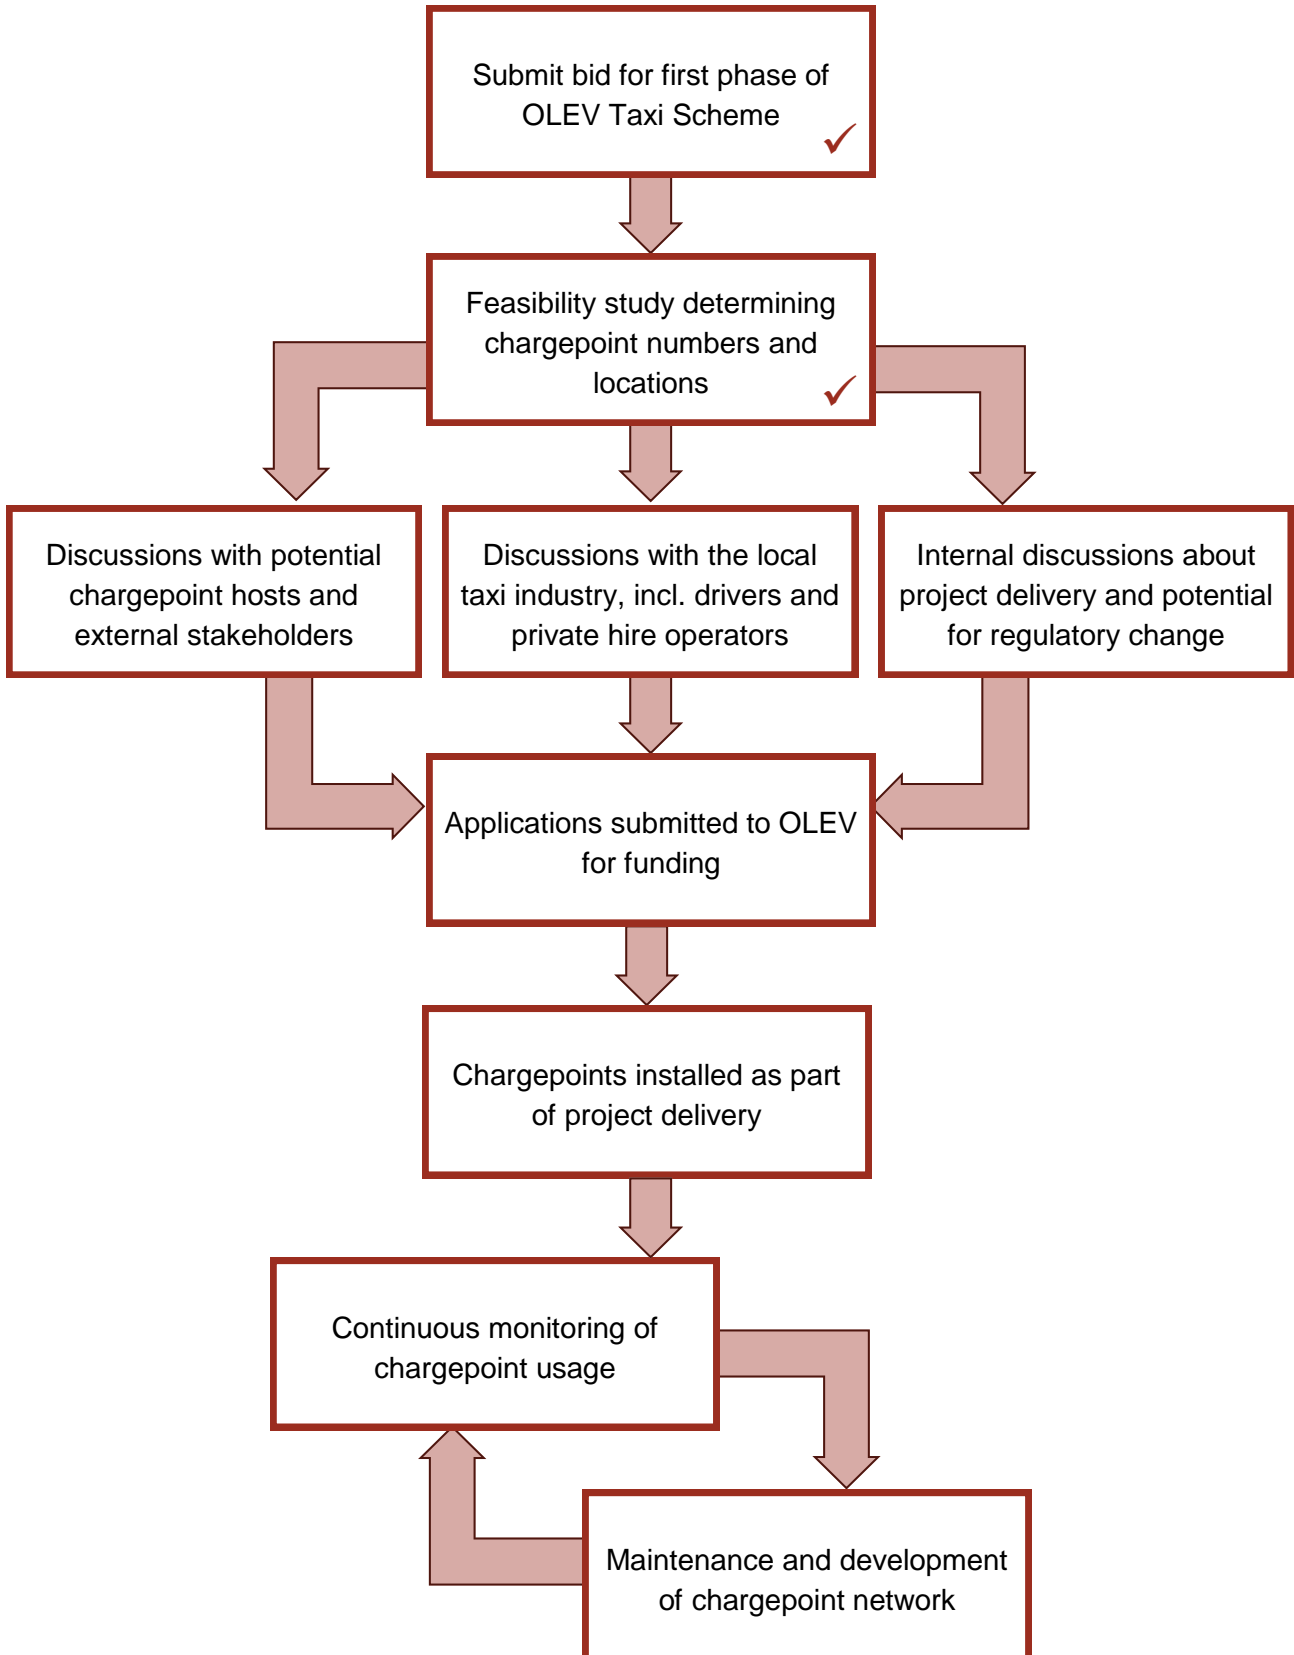 Submit bid for first phase of
OLEV Taxi Scheme
Feasibility study determining
chargepoint numbers and
locations
Discussions with potential
chargepoint hosts and
external stakeholders
Discussions with the local
taxi industry, incl. drivers and
private hire operators
Internal discussions about
project delivery and potential
for regulatory change
Applications submitted to OLEV
for funding
Chargepoints installed as part
of project delivery
Continuous monitoring of
chargepoint usage
Maintenance and development
of chargepoint network